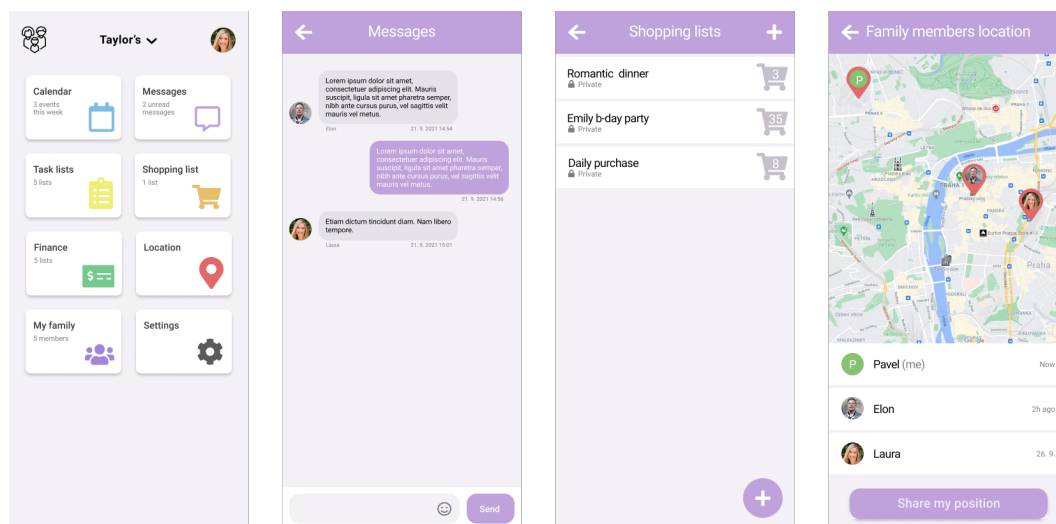 Taylor's
Calendar
3 events
this week
Messages
2 unread
messages
Task lists
5 lists
Shopping list
1 list
Finance
5 lists
$
Location
My family
5 members
Settings
Messages
Lorem ipsum dolor sit amet,
consectetuer adipiscing elit. Mauris
suscipit, ligula sit amet pharetra semper,
nibh ante cursus purus, vel sagittis velit
mauris vel metus.
Elon 21. 9. 2021 14:54
Lorem ipsum dolor sit amet,
consectetuer adipiscing elit. Mauris
suscipit, ligula sit amet pharetra semper,
nibh ante cursus purus, vel sagittis velit
mauris vel metus.
21. 9. 2021 14:56
Etiam dictum tincidunt diam. Nam libero
tempore.
Laura 21. 9. 2021 15:01
Send
Shopping lists
Romantic dinner
Private
3
Emily b-day party
Private
35
Daily purchase
Private
8
Family members location
P
PRAHA 7
PRAHA 1
Praha
SMÍCHOV
Google
P Pavel (me) Now
Elon 2h ago
Laura 26. 9.
Share my position